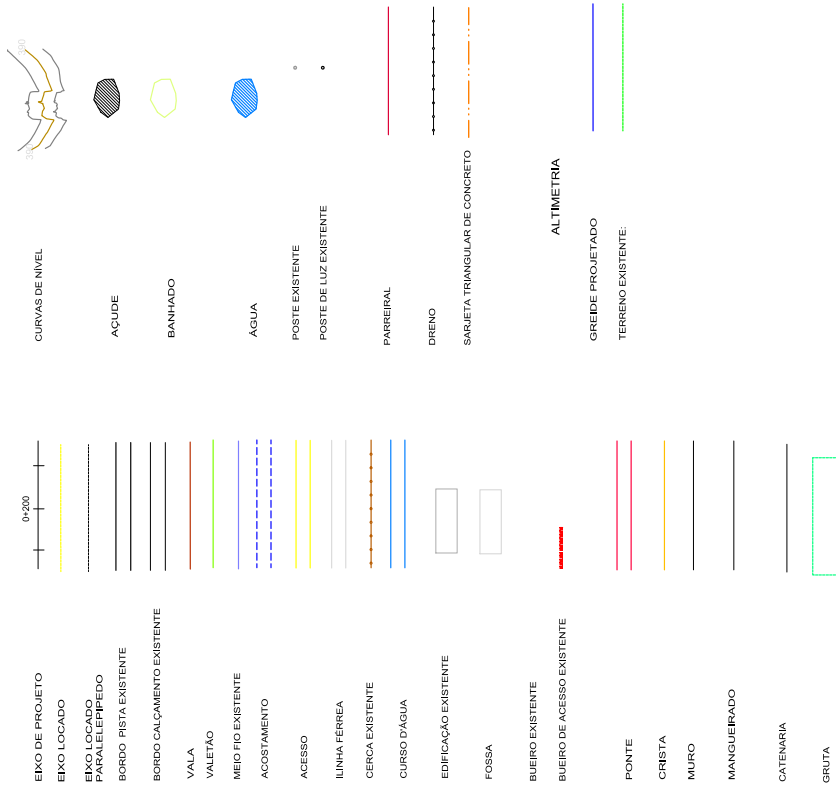 EIXO DE PROJETO
0+200
EIXO LOCADO
EIXO LOCADO
PARALELEPIPEDO
BORDO PISTA EXISTENTE
BORDO CALÇAMENTO EXISTENTE
VALA
VALETÃO
MEIO FIO EXISTENTE
ACOSTAMENTO
ACESSO
ILINHA FÉRREA
CERCA EXISTENTE
CURSO D'ÁGUA
EDIFICAÇÃO EXISTENTE
FOSSA
BUEIRO EXISTENTE
BUEIRO DE ACESSO EXISTENTE
PONTE
CRISTA
MURO
MANGUEIRADO
CATENARIA
GRUTA
CURVAS DE NÍVEL
390
390
AÇUDE
BANHADO
ÁGUA
POSTE EXISTENTE
POSTE DE LUZ EXISTENTE
PARREIRAL
DRENO
SARJETA TRIANGULAR DE CONCRETO
ALTIMETRIA
GREIDE PROJETADO
TERRENO EXISTENTE: